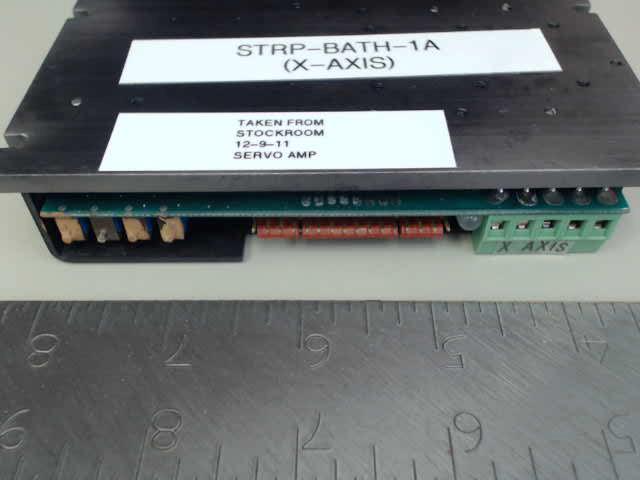 STRP-BATH-1A
(X-AXIS)
TAKEN FROM
STOCKROOM
12-9-11
SERVO AMP
X AXIS
8 7 6 5 4
9 8 7 6 5